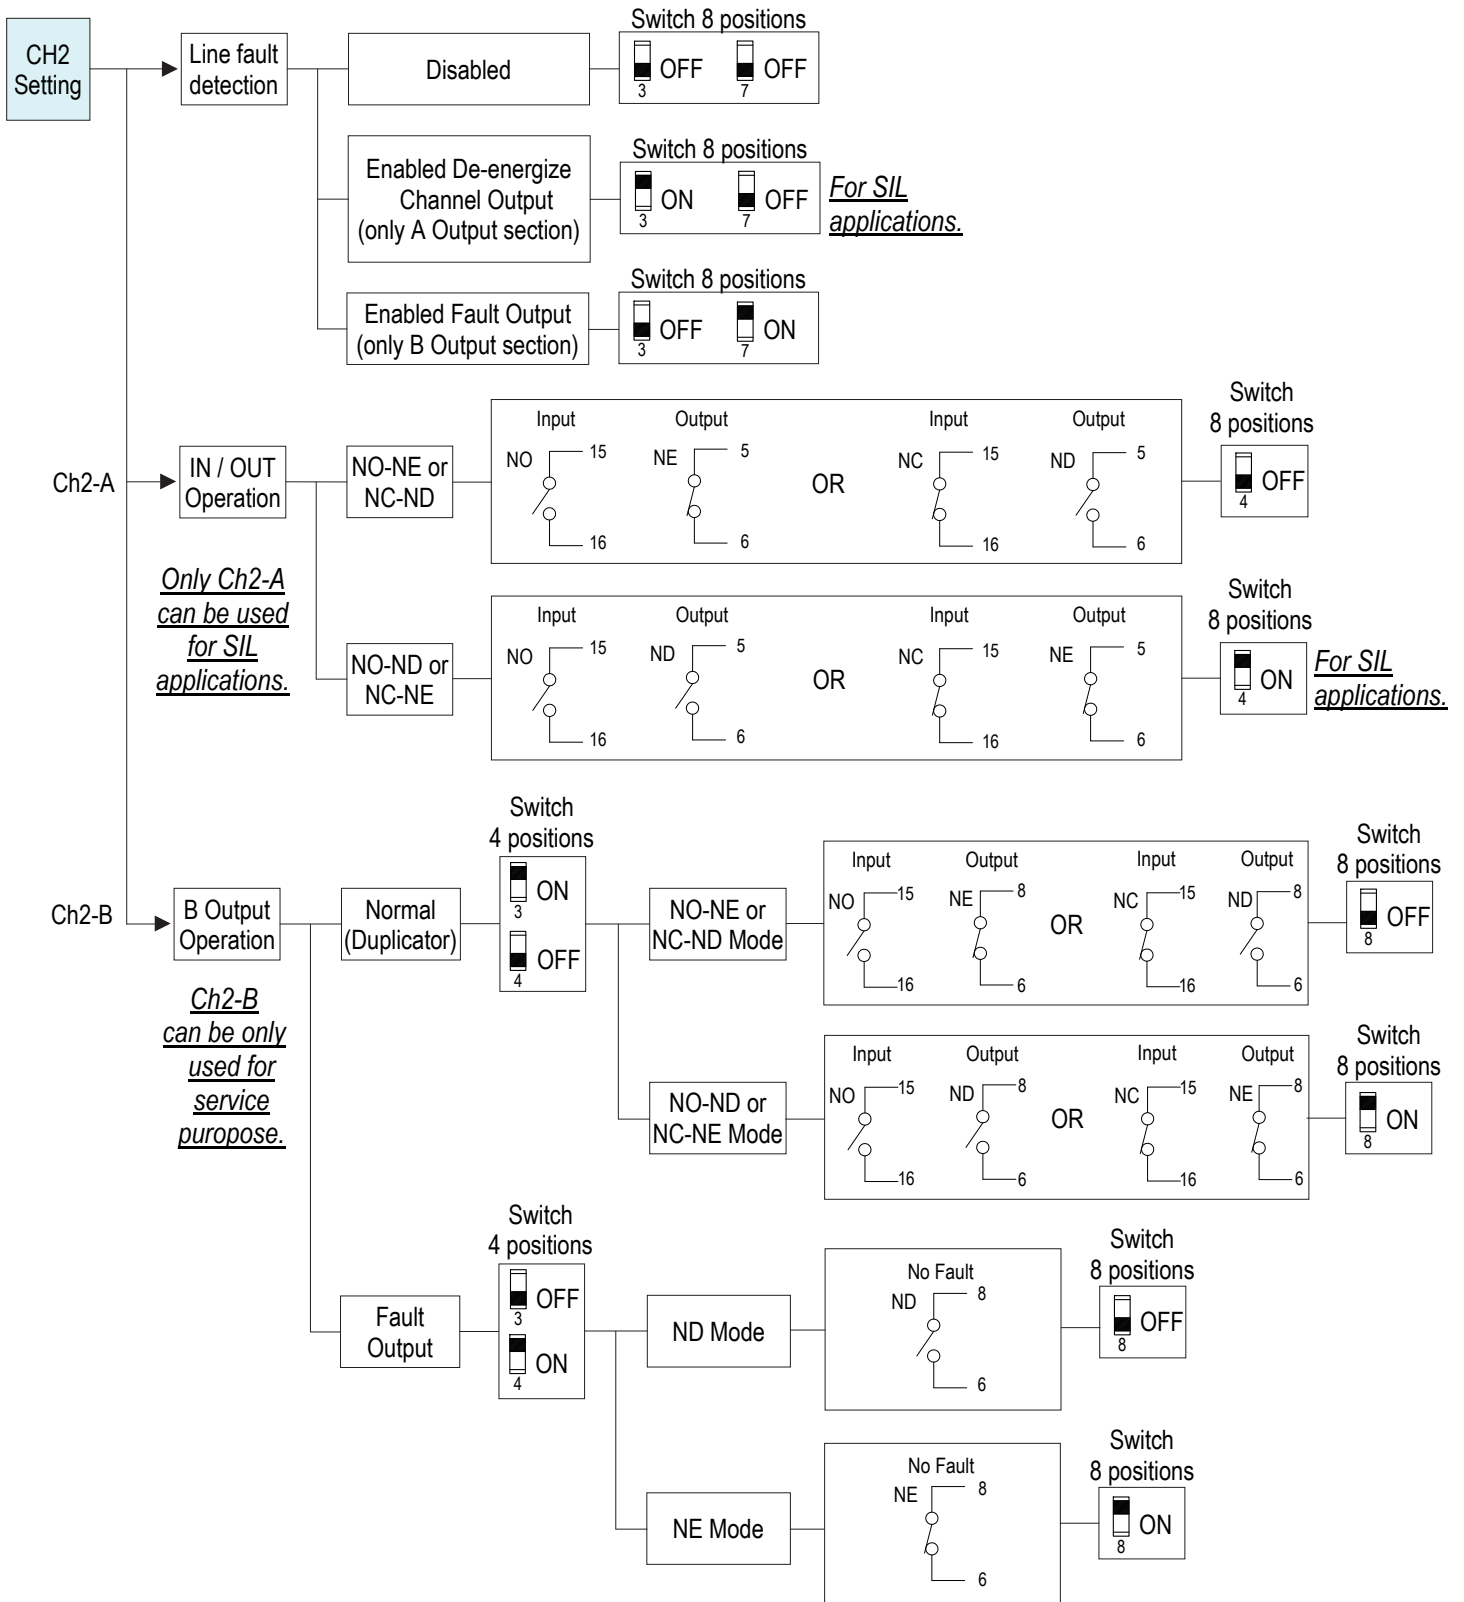 CH2
Setting
Line fault
detection
Disabled
Switch 8 positions
OFF OFF
3 7
Enabled De-energize
Channel Output
(only A Output section)
Switch 8 positions
ON OFF
3 7
For SIL
applications.
Enabled Fault Output
(only B Output section)
Switch 8 positions
OFF ON
3 7
Ch2-A
IN / OUT
Operation
Only Ch2-A
can be used
for SIL
applications.
NO-NE or
NC-ND
Input Output Input Output
NO 15 NE 5 NC 15 ND 5
OR
16 6 16 6
Switch
8 positions
OFF
4
NO-ND or
NC-NE
Input Output Input Output
NO 15 ND 5 NC 15 NE 5
OR
16 6 16 6
Switch
8 positions
ON
4
For SIL
applications.
Ch2-B
B Output
Operation
Ch2-B
can be only
used for
service
puropose.
Normal
(Duplicator)
Switch
4 positions
ON
3
OFF
4
NO-NE or
NC-ND Mode
Input Output Input Output
NO 15 NE 8 NC 15 ND 8
OR
16 6 16 6
Switch
8 positions
OFF
8
NO-ND or
NC-NE Mode
Input Output Input Output
NO 15 ND 8 NC 15 NE 8
OR
16 6 16 6
Switch
8 positions
ON
8
Fault
Output
Switch
4 positions
OFF
3
ON
4
ND Mode
No Fault
ND 8
6
Switch
8 positions
OFF
8
NE Mode
No Fault
NE 8
6
Switch
8 positions
ON
8